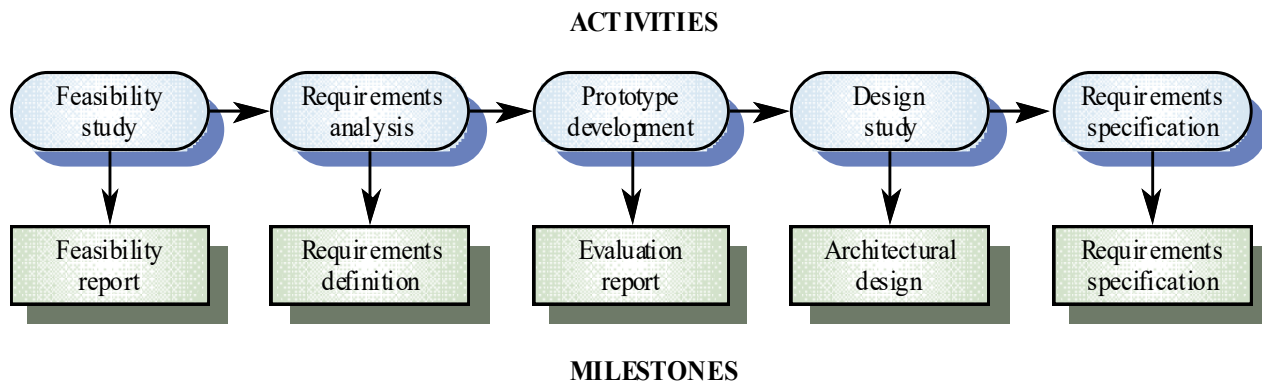 ACTIVITIES
Feasibility
study
Requirements
analysis
Prototype
development
Design
study
Requirements
specification
Feasibility
report
Requirements
definition
Evaluation
report
Architectural
design
Requirements
specification
MILESTONES